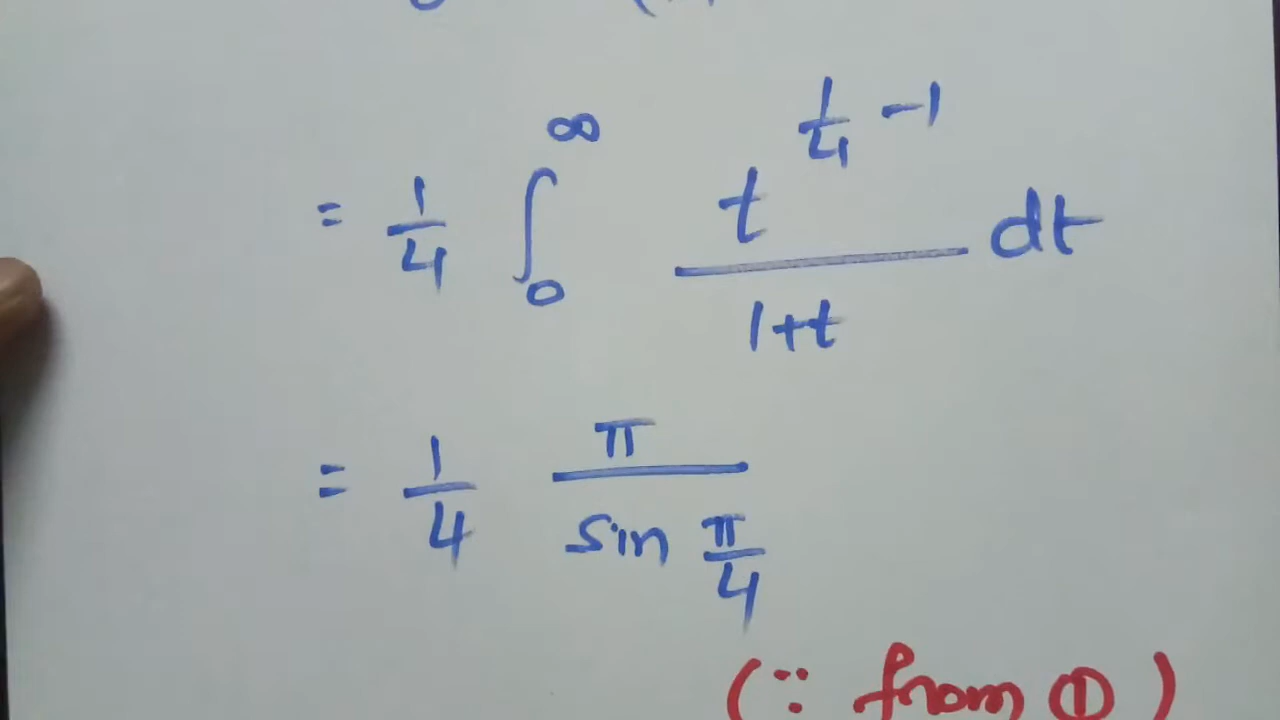 = 1/4 ∫₀^∞ t^(1/4 - 1) / (1+t) dt
= 1/4 π / (sin π/4)
(∵ from ①)